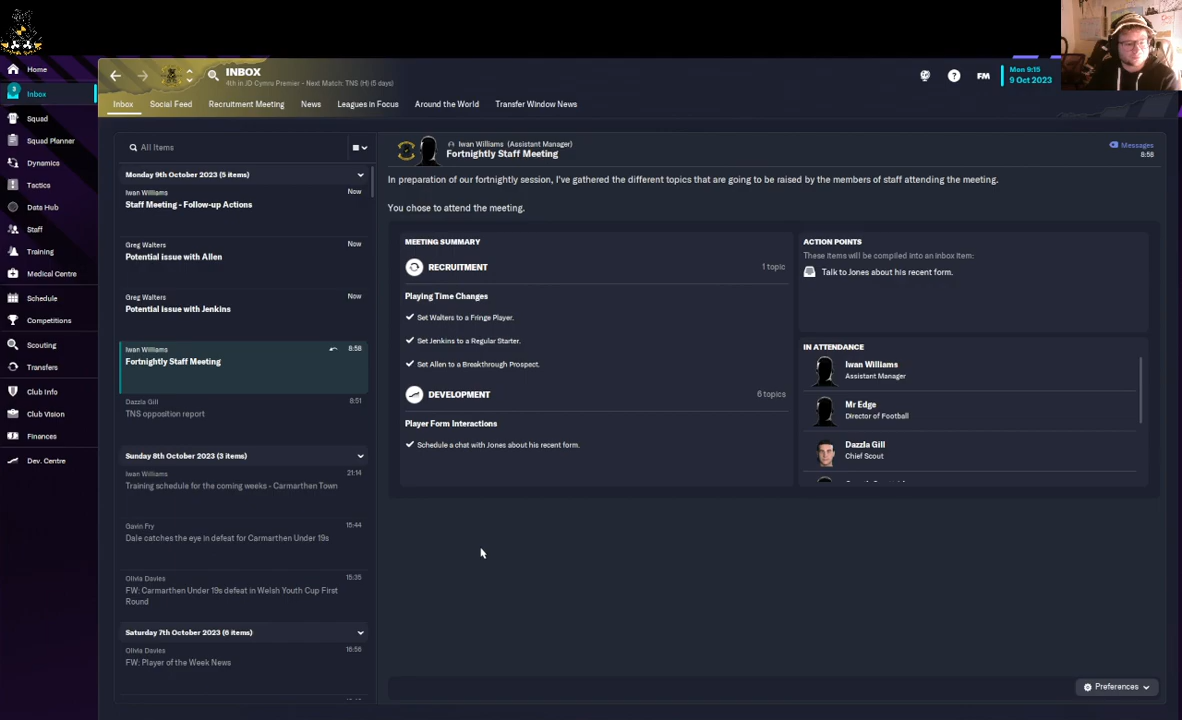 Home
INBOX
4th in JD Cymru Premier - Next Match: TNS (H) (5 days)
FM
Mon 9:15
9 Oct 2023
3
Inbox
Inbox
Social Feed
Recruitment Meeting
News
Leagues in Focus
Around the World
Transfer Window News
Squad
Squad Planner
Dynamics
Tactics
Data Hub
Staff
Training
Medical Centre
Schedule
Competitions
Scouting
Transfers
Club Info
Club Vision
Finances
Dev. Centre
All Items
Monday 9th October 2023 (5 items)
Iwan Williams
Now
Staff Meeting - Follow-up Actions
Greg Walters
Now
Potential issue with Allen
Greg Walters
Now
Potential issue with Jenkins
Iwan Williams
8:58
Fortnightly Staff Meeting
Dazzla Gill
8:51
TNS opposition report
Sunday 8th October 2023 (3 items)
Iwan Williams
21:14
Training schedule for the coming weeks - Carmarthen Town
Gavin Fry
15:44
Dale catches the eye in defeat for Carmarthen Under 19s
Olivia Davies
15:35
FW: Carmarthen Under 19s defeat in Welsh Youth Cup First
Round
Saturday 7th October 2023 (6 items)
Olivia Davies
16:56
FW: Player of the Week News
Iwan Williams (Assistant Manager)
Fortnightly Staff Meeting
Messages
8:58
In preparation of our fortnightly session, I've gathered the different topics that are going to be raised by the members of staff attending the meeting.
You chose to attend the meeting.
MEETING SUMMARY
RECRUITMENT
1 topic
Playing Time Changes
Set Walters to a Fringe Player.
Set Jenkins to a Regular Starter.
Set Allen to a Breakthrough Prospect.
DEVELOPMENT
6 topics
Player Form Interactions
Schedule a chat with Jones about his recent form.
ACTION POINTS
These items will be compiled into an inbox item:
Talk to Jones about his recent form.
IN ATTENDANCE
Iwan Williams
Assistant Manager
Mr Edge
Director of Football
Dazzla Gill
Chief Scout
Preferences